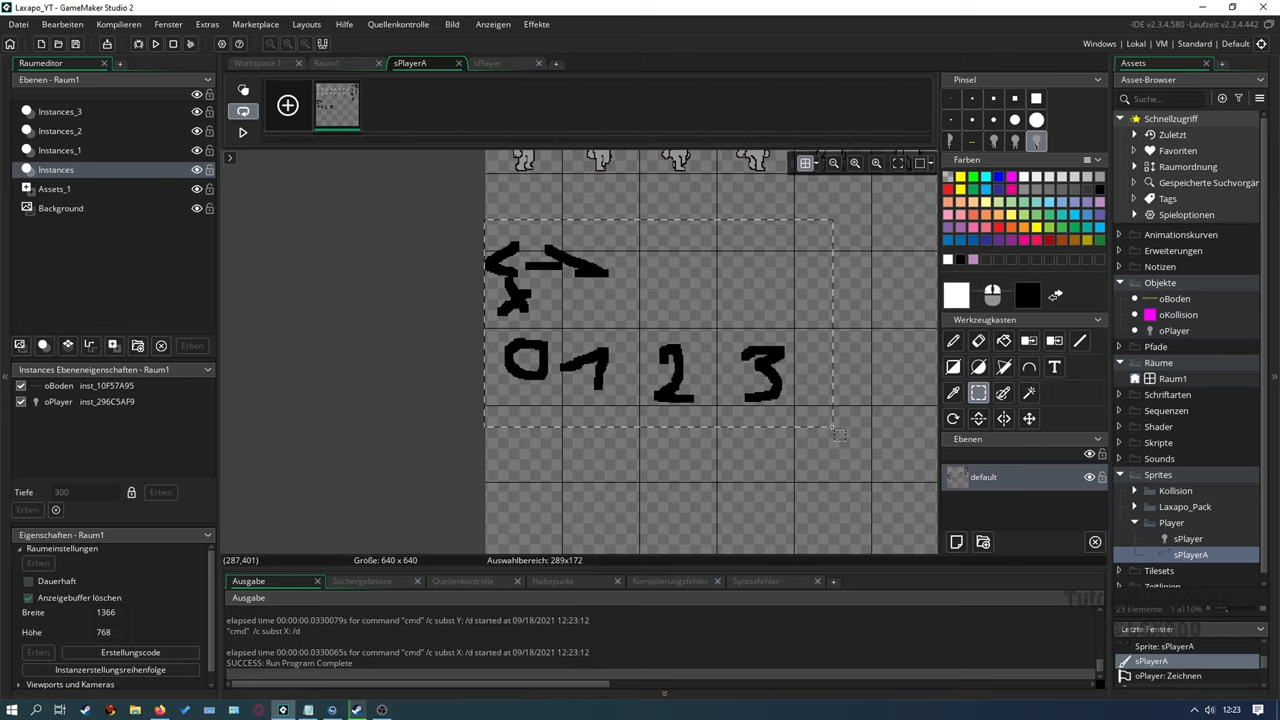 Laxapo_YT - GameMaker Studio 2
Datei Bearbeiten Kompilieren Fenster Extras Marketplace Layouts Hilfe Quellenkontrolle Bild Anzeigen Effekte
-IDE v2.3.4.580 -Laufzeit v2.3.4.442
Windows | Local | VM | Standard | Default
Raumeditor
Workspace 1 Raum1 sPlayerA sPlayer
Assets
Ebenen - Raum1
Instances_3
Instances_2
Instances_1
Instances
Assets_1
Background
Erben
Instances Ebeneneigenschaften - Raum1
oBoden inst_10F57A95
oPlayer inst_296C5AF9
Tiefe 300 Erben
Erben
Eigenschaften - Raum1
Raumeinstellungen
Erben
Dauerhaft
Anzeigebuffer löschen
Breite 1366
Höhe 768
Erben Erstellungscode
Instanzerstellungsreihenfolge
Viewports und Kameras
x
0 1 2 3
(287,401) Größe: 640 x 640 Auswahlbereich: 289x172
Ausgabe Suchergebnisse Quellenkontrolle Haltepunkt Kompilierungsfehler Syntaxfehler
Ausgabe
elapsed time 00:00:00.0330079s for command "cmd" /c subst Y: /d started at 09/18/2021 12:23:12
"cmd" /c subst X: /d
elapsed time 00:00:00.0330065s for command "cmd" /c subst X: /d started at 09/18/2021 12:23:12
SUCCESS: Run Program Complete
Pinsel
Farben
Werkzeugkasten
Ebenen
default
Asset-Browser
Suche...
Schnellzugriff
Zuletzt
Favoriten
Raumordnung
Gespeicherte Suchvorgän
Tags
Spieloptionen
Animationskurven
Erweiterungen
Notizen
Objekte
oBoden
oKollision
oPlayer
Pfade
Räume
Raum1
Schriftarten
Sequenzen
Shader
Skripte
Sounds
Sprites
Kollision
Laxapo_Pack
Player
sPlayer
sPlayerA
Tilesets
Zeitlinien
23 Elemente
Letzte Fenster
Sprite: sPlayerA
sPlayerA
oPlayer: Zeichnen
12:23